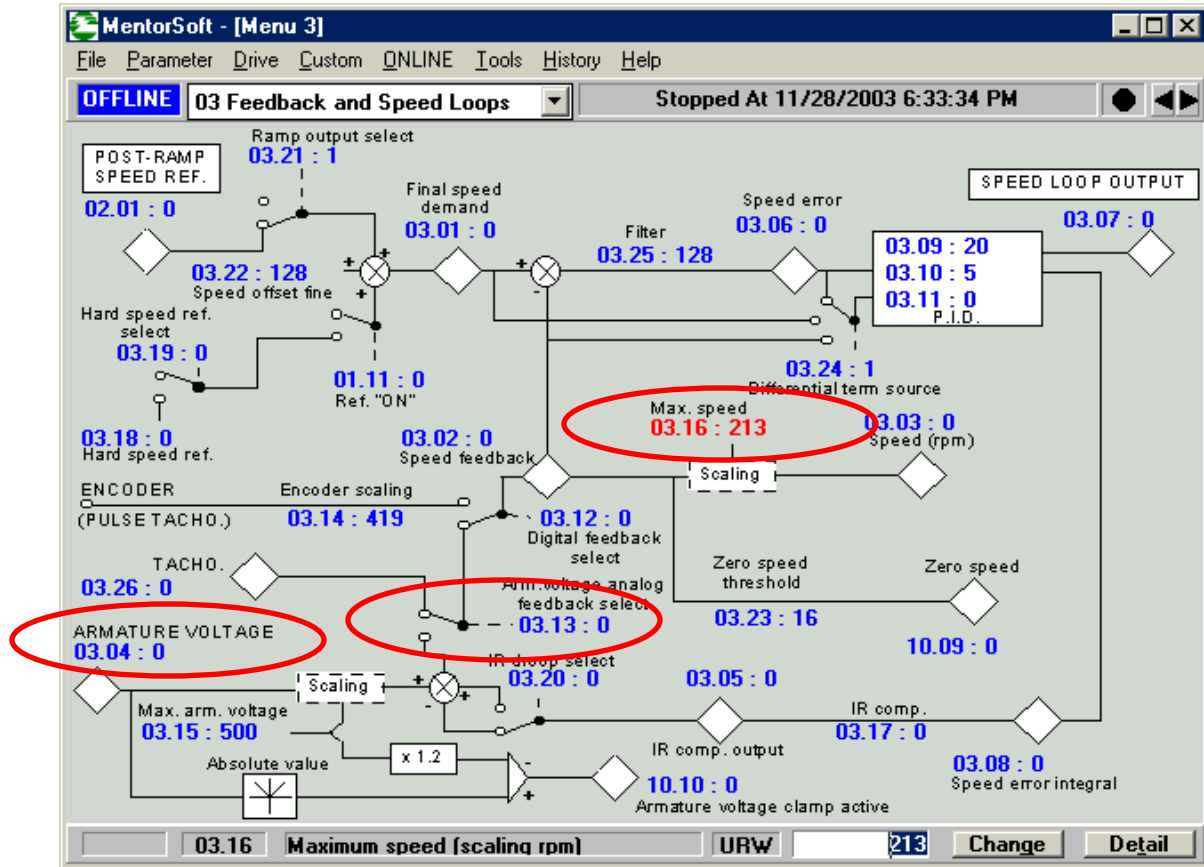 MentorSoft - [Menu 3]
File Parameter Drive Custom ONLINE Tools History Help
OFFLINE 03 Feedback and Speed Loops Stopped At 11/28/2003 6:33:34 PM
POST-RAMP
SPEED REF.
02.01 : 0
Ramp output select
03.21 : 1
Final speed
demand
03.01 : 0
Filter
03.25 : 128
Speed error
03.06 : 0
SPEED LOOP OUTPUT
03.07 : 0
03.09 : 20
03.10 : 5
03.11 : 0
P.I.D.
03.22 : 128
Speed offset fine
Hard speed ref.
select
03.19 : 0
01.11 : 0
Ref. "ON"
03.24 : 1
Differential term source
03.18 : 0
Hard speed ref.
03.02 : 0
Speed feedback
Max. speed
03.16 : 213
Scaling
03.03 : 0
Speed (rpm)
ENCODER
(PULSE TACHO.)
Encoder scaling
03.14 : 419
03.12 : 0
Digital feedback
select
TACHO.
03.26 : 0
Arm.voltage analog
feedback select
03.13 : 0
Zero speed
threshold
03.23 : 16
Zero speed
10.09 : 0
ARMATURE VOLTAGE
03.04 : 0
Scaling
IR droop select
03.20 : 0
03.05 : 0
IR comp.
03.17 : 0
Max. arm. voltage
03.15 : 500
x 1.2
IR comp. output
03.08 : 0
Speed error integral
Absolute value
10.10 : 0
Armature voltage clamp active
+
+
+
+
-
+
-
+
-
+
03.16 Maximum speed (scaling rpm) URW 213 Change Detail